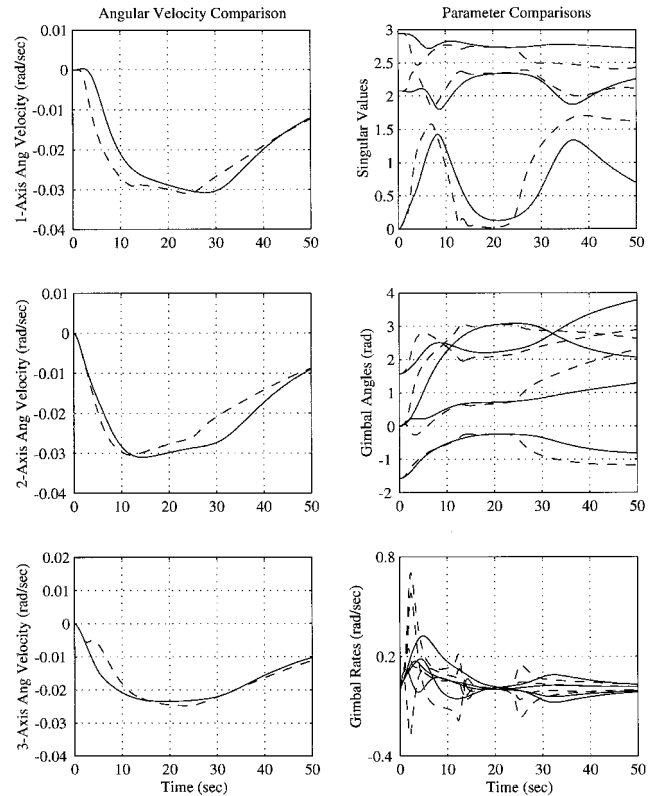 Angular Velocity Comparison
1-Axis Ang Velocity (rad/sec)
0.01
0
-0.01
-0.02
-0.03
-0.04
0 10 20 30 40 50
Parameter Comparisons
Singular Values
3
2.5
2
1.5
1
0.5
0
0 10 20 30 40 50
2-Axis Ang Velocity (rad/sec)
0.01
0
-0.01
-0.02
-0.03
-0.04
0 10 20 30 40 50
Gimbal Angles (rad)
4
3
2
1
0
-1
-2
0 10 20 30 40 50
3-Axis Ang Velocity (rad/sec)
0.02
0.01
0
-0.01
-0.02
-0.03
-0.04
0 10 20 30 40 50
Time (sec)
Gimbal Rates (rad/sec)
0.8
0.2
-0.4
0 10 20 30 40 50
Time (sec)